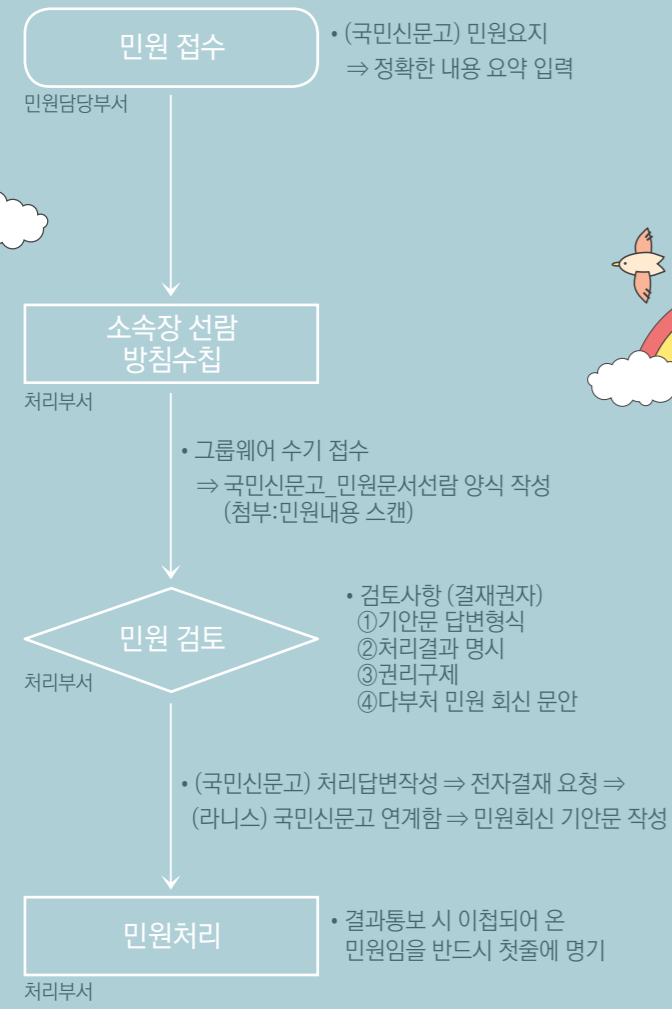 민원 접수
• (국민신문고) 민원요지
⇒ 정확한 내용 요약 입력
민원담당부서
소속장 선람
방침수칩
처리부서
• 그룹웨어 수기 접수
⇒ 국민신문고_민원문서선람 양식 작성
(첨부:민원내용 스캔)
민원 검토
처리부서
• 검토사항 (결재권자)
①기안문 답변형식
②처리결과 명시
③권리구제
④다부처 민원 회신 문안
• (국민신문고) 처리답변작성 ⇒ 전자결재 요청 ⇒
(라니스) 국민신문고 연계함 ⇒ 민원회신 기안문 작성
민원처리
• 결과통보 시 이첩되어 온
민원임을 반드시 첫줄에 명기
처리부서